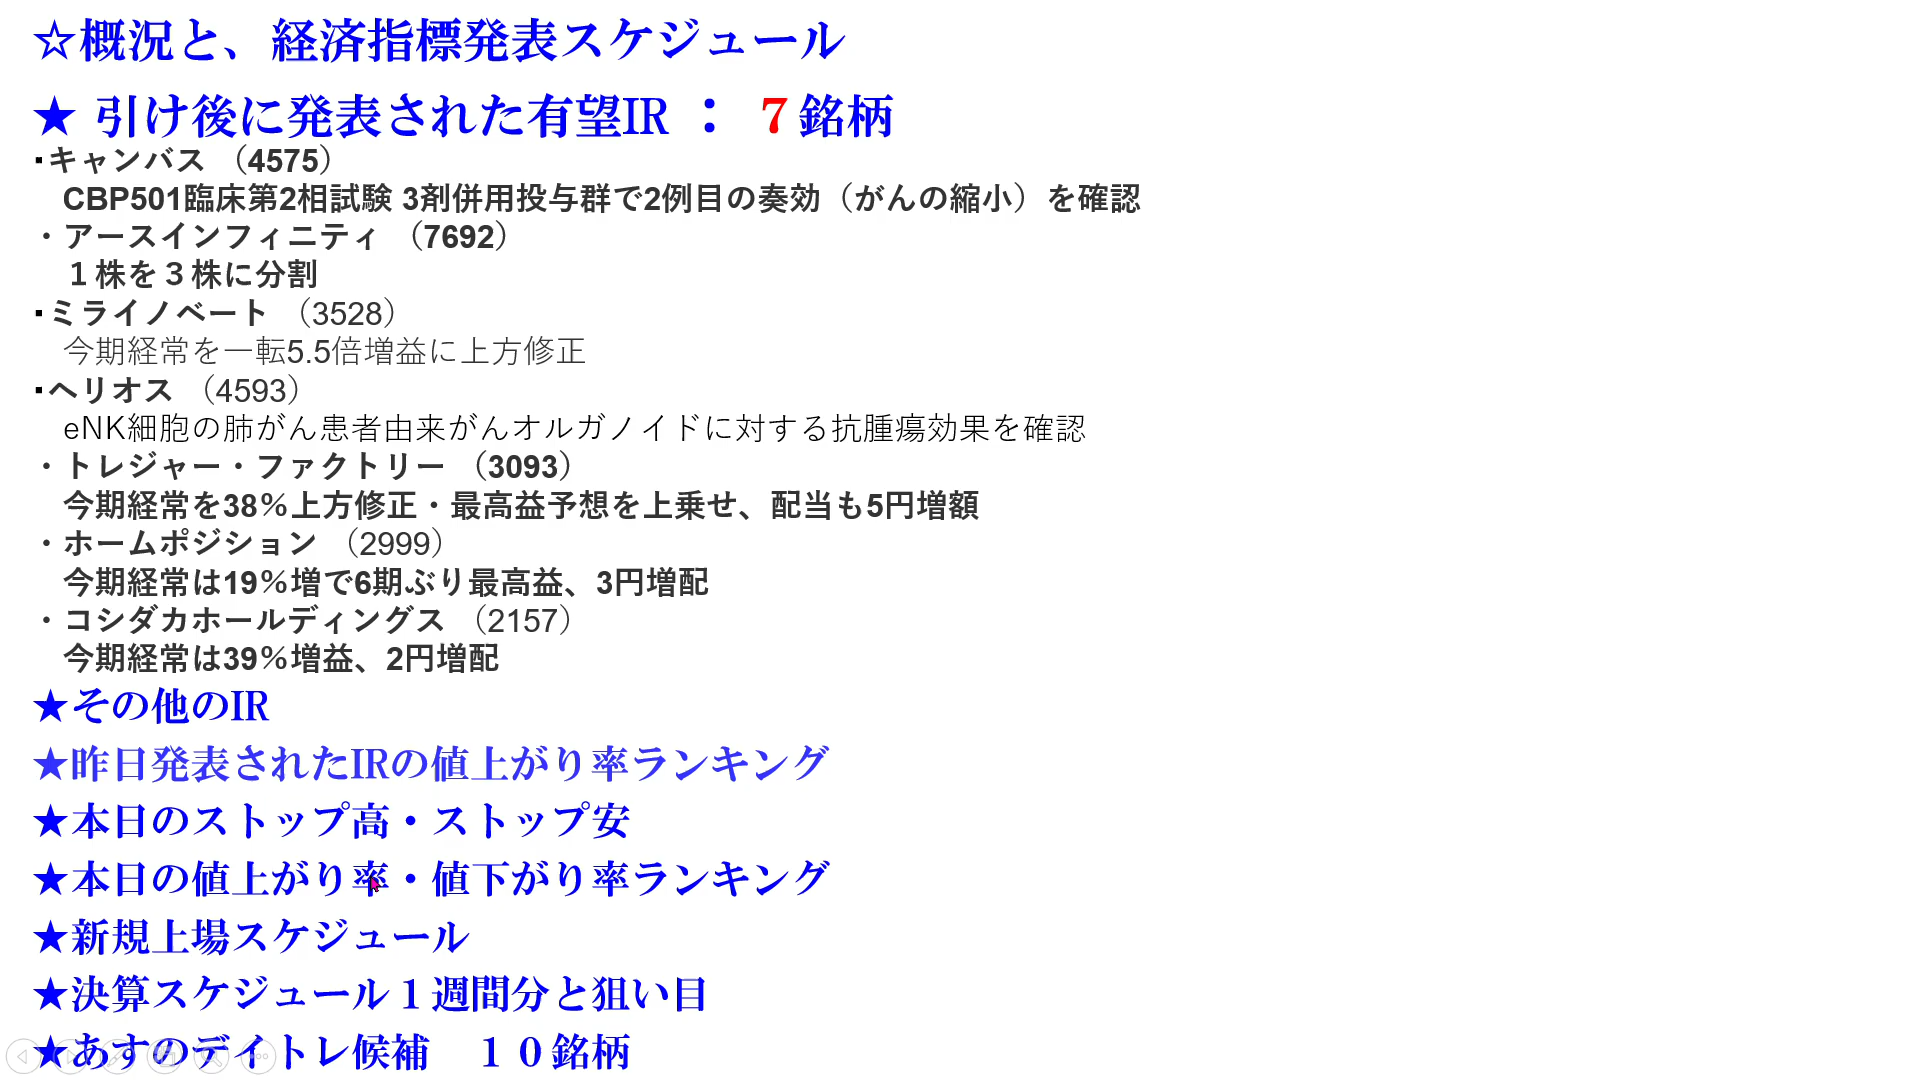 ☆概況と、経済指標発表スケジュール
★ 引け後に発表された有望IR ： ７銘柄
▪キャンバス （4575）
CBP501臨床第2相試験 3剤併用投与群で2例目の奏効（がんの縮小）を確認
・アースインフィニティ （7692）
１株を３株に分割
▪ミライノベート （3528）
今期経常を一転5.5倍増益に上方修正
▪ヘリオス （4593）
eNK細胞の肺がん患者由来がんオルガノイドに対する抗腫瘍効果を確認
・トレジャー・ファクトリー （3093）
今期経常を38％上方修正・最高益予想を上乗せ、配当も5円増額
・ホームポジション （2999）
今期経常は19％増で6期ぶり最高益、3円増配
・コシダカホールディングス （2157）
今期経常は39％増益、2円増配
★その他のIR
★昨日発表されたIRの値上がり率ランキング
★本日のストップ高・ストップ安
★本日の値上がり率・値下がり率ランキング
★新規上場スケジュール
★決算スケジュール１週間分と狙い目
★あすのデイトレ候補　１０銘柄